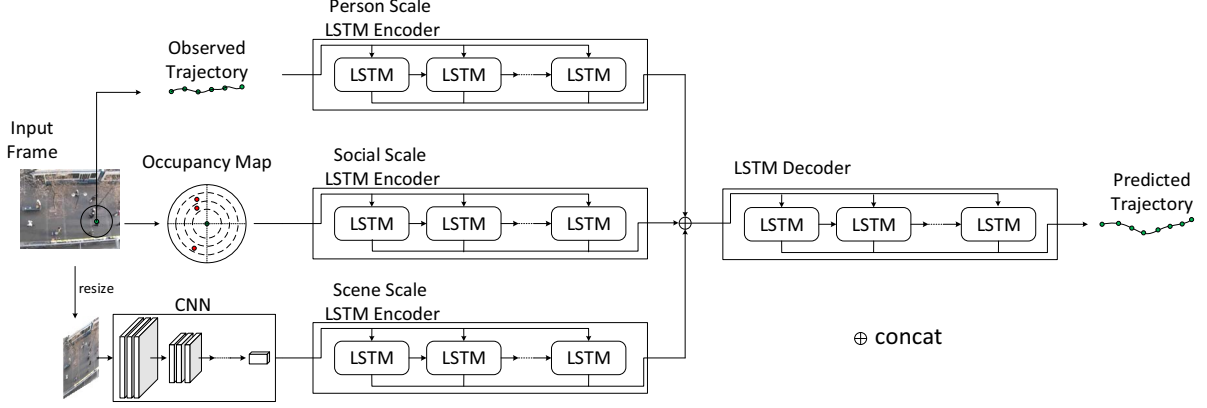 Person Scale
LSTM Encoder
Observed
Trajectory
LSTM LSTM LSTM
Input
Frame
Occupancy Map
Social Scale
LSTM Encoder
LSTM LSTM LSTM
LSTM Decoder
LSTM LSTM LSTM
Predicted
Trajectory
resize
CNN
Scene Scale
LSTM Encoder
LSTM LSTM LSTM
⊕ concat